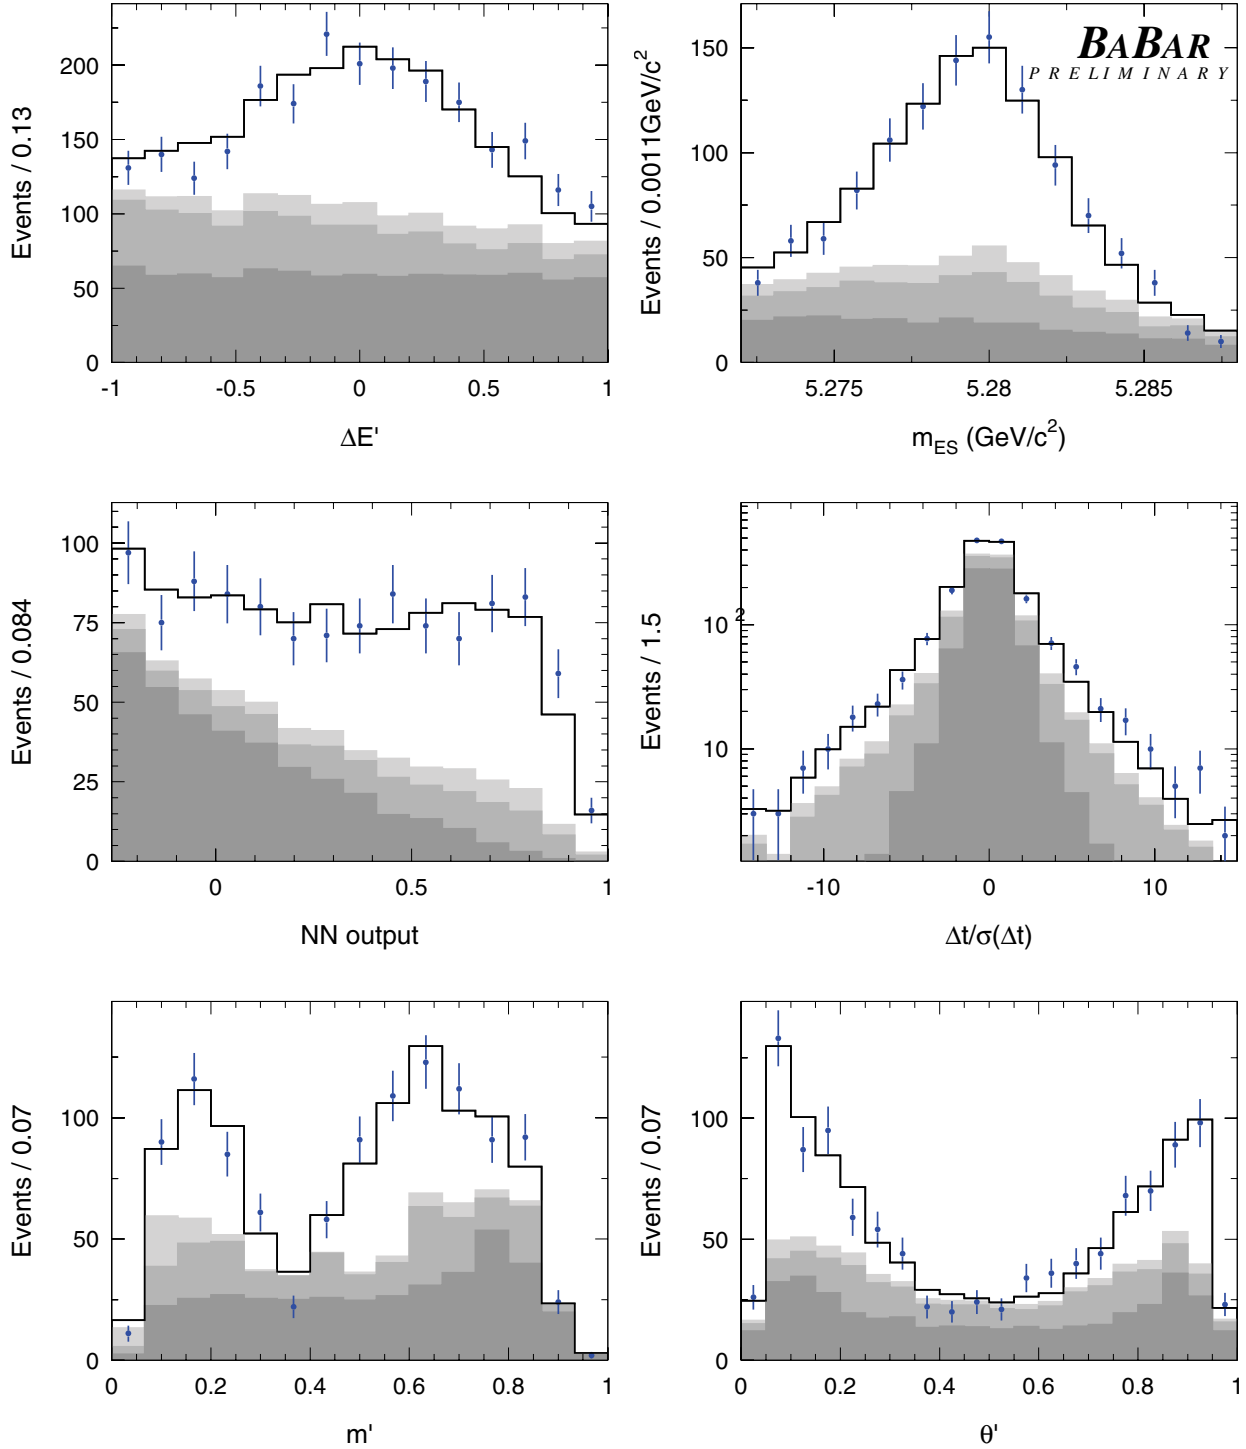 Events / 0.13
200
150
100
50
0
-1 -0.5 0 0.5 1
ΔE'
BABAR
PRELIMINARY
Events / 0.0011GeV/c²
150
100
50
0
5.275 5.28 5.285
m_ES (GeV/c²)
Events / 0.084
100
75
50
25
0
0 0.5 1
NN output
Events / 1.5
10²
10
-10 0 10
Δt/σ(Δt)
Events / 0.07
100
50
0
0 0.2 0.4 0.6 0.8 1
m'
Events / 0.07
100
50
0
0 0.2 0.4 0.6 0.8 1
θ'